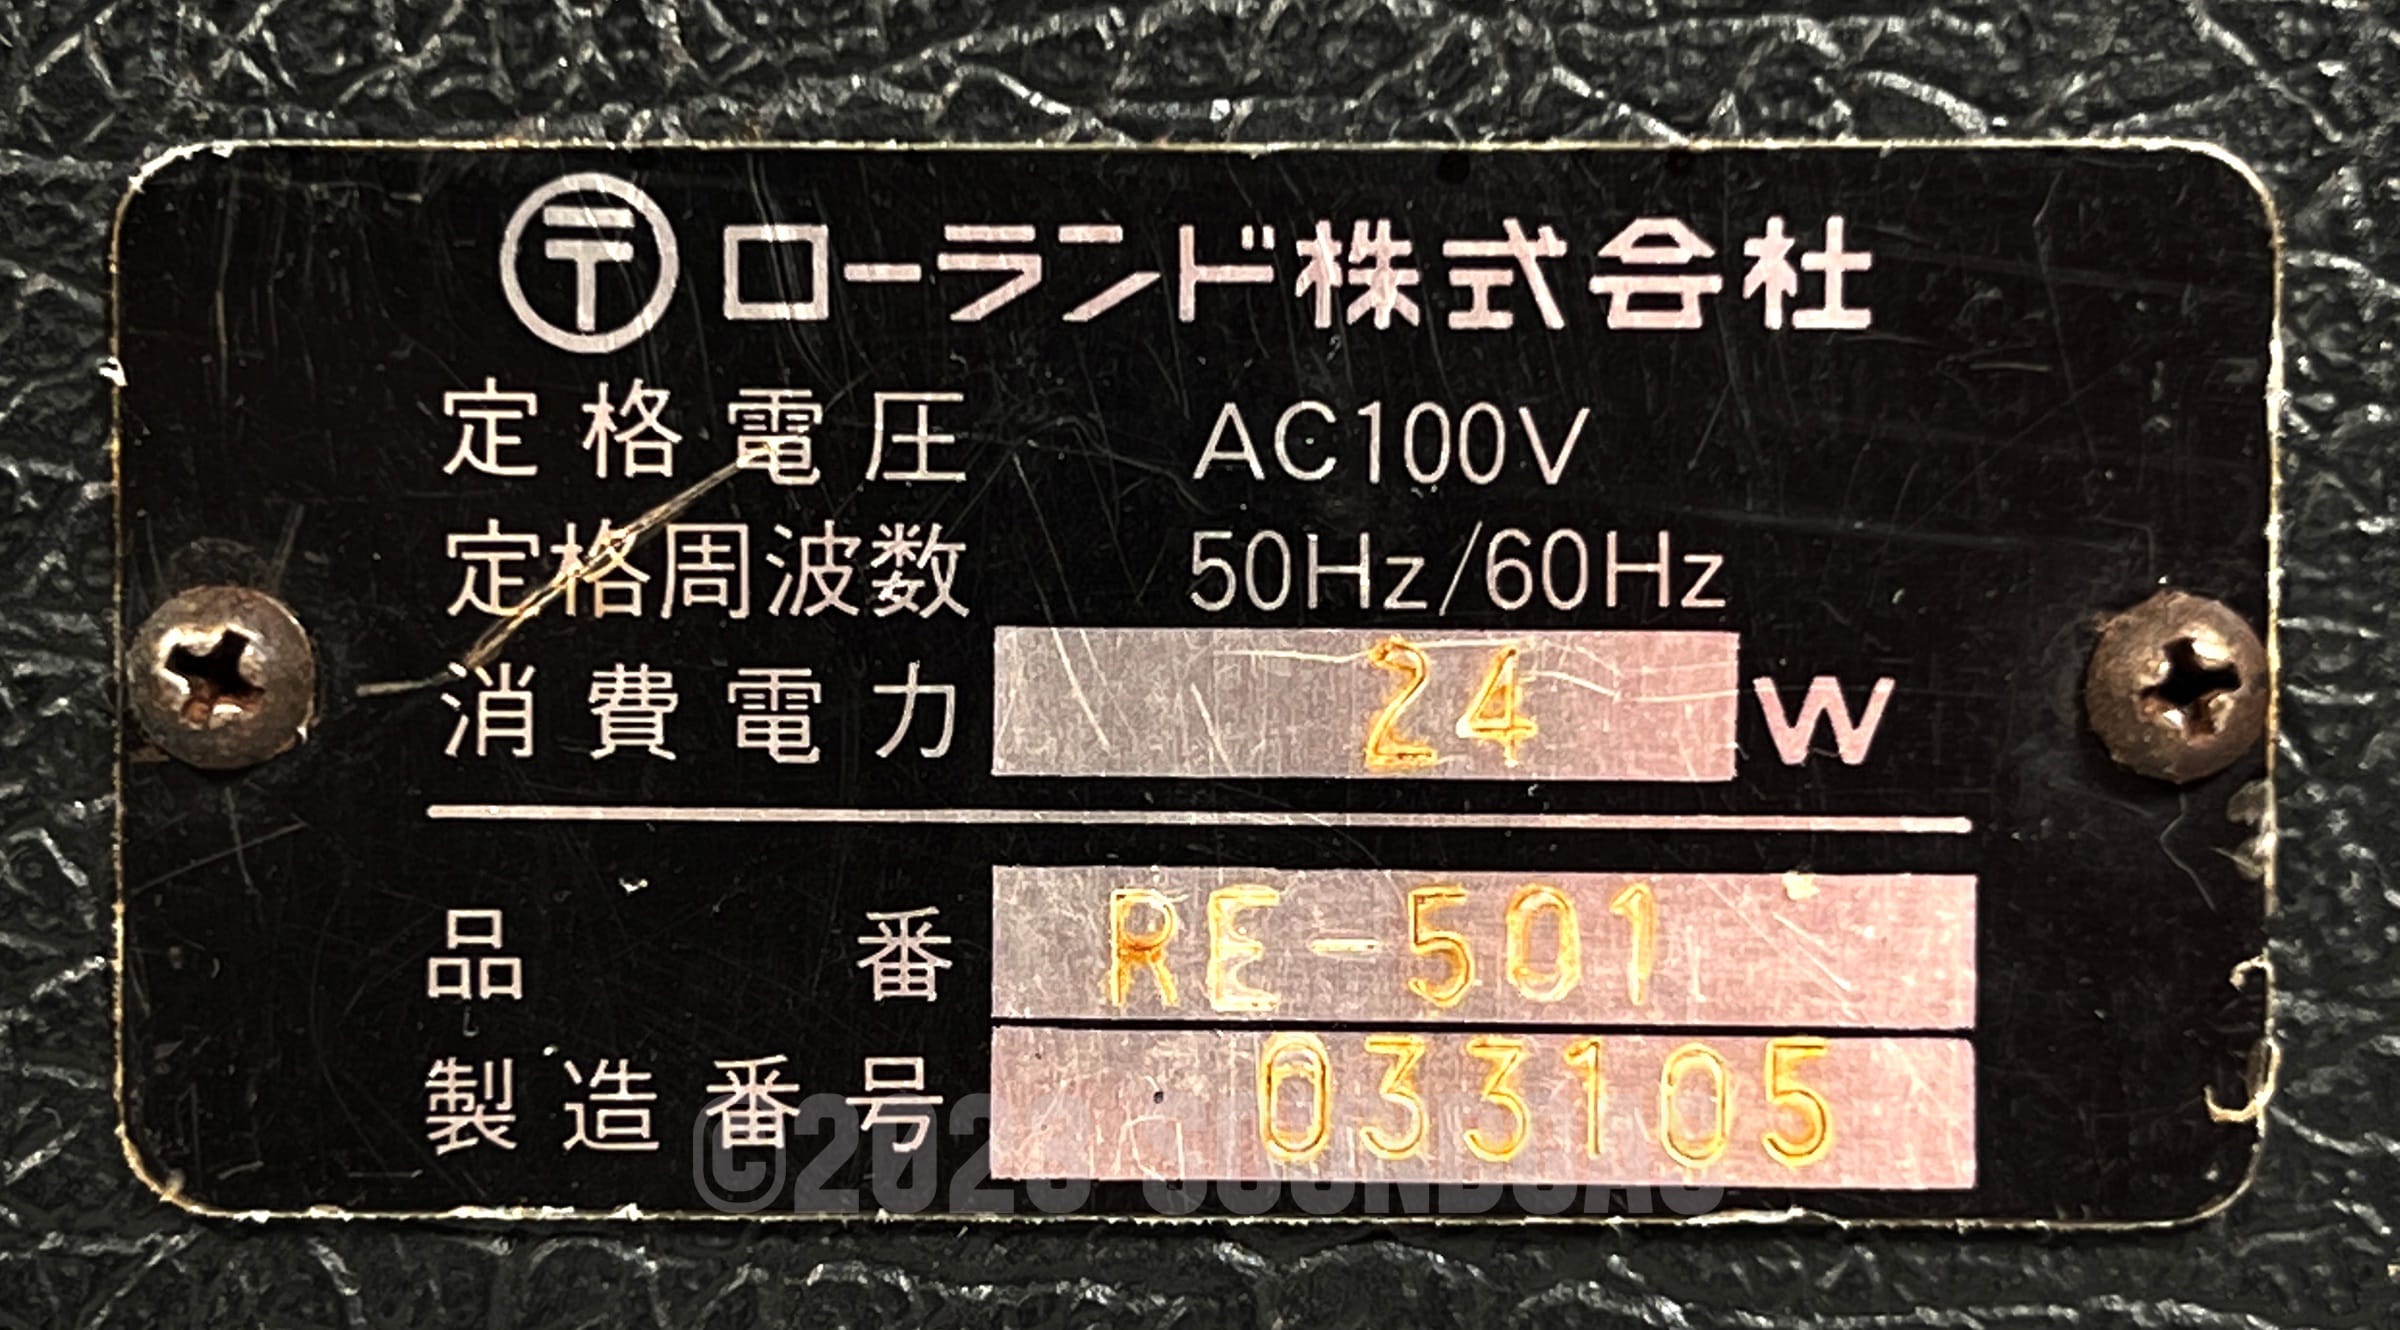 〒 ローランド株式会社
定格電圧 AC100V
定格周波数 50Hz/60Hz
消費電力 24 W
品番 RE-501
製造番号 033105